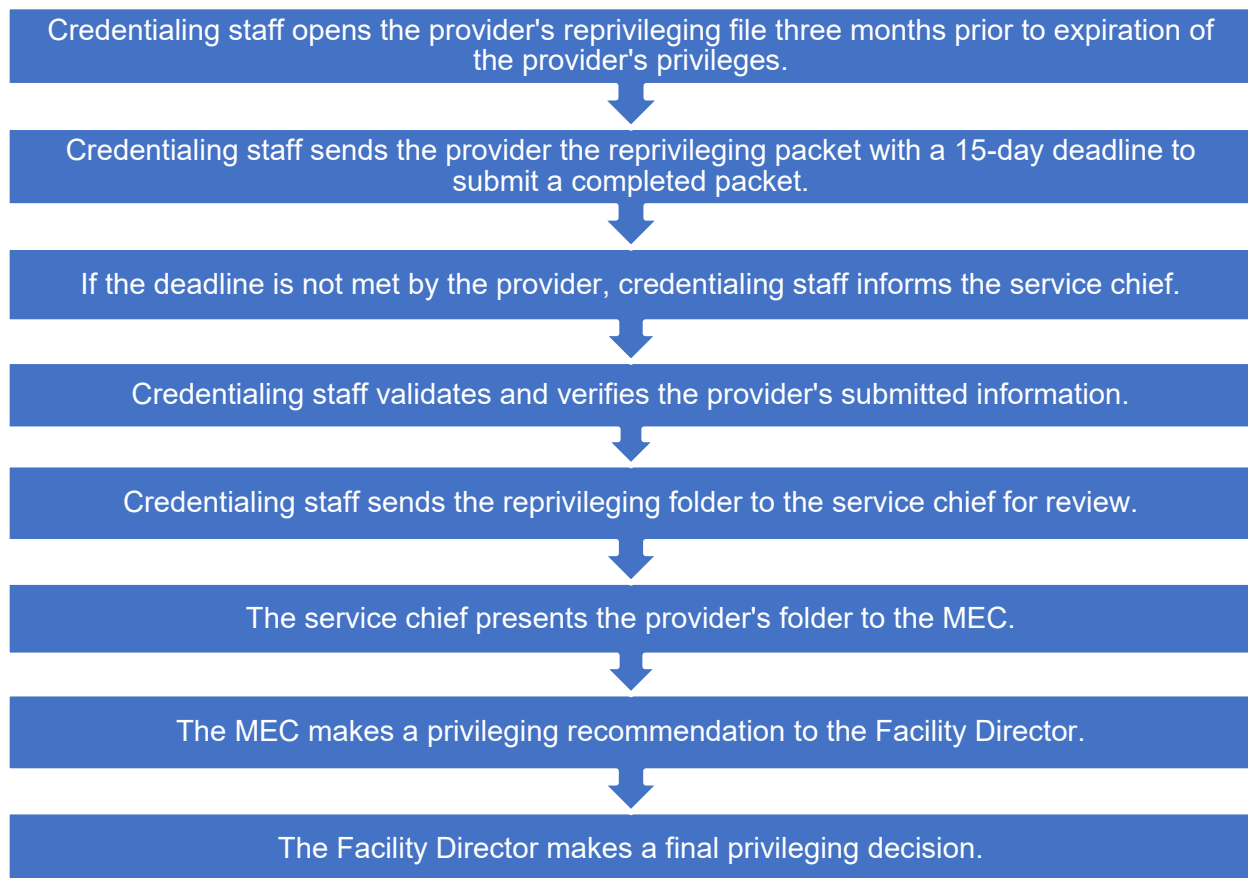 Credentialing staff opens the provider's reprivileging file three months prior to expiration of
the provider's privileges.
Credentialing staff sends the provider the reprivileging packet with a 15-day deadline to
submit a completed packet.
If the deadline is not met by the provider, credentialing staff informs the service chief.
Credentialing staff validates and verifies the provider's submitted information.
Credentialing staff sends the reprivileging folder to the service chief for review.
The service chief presents the provider's folder to the MEC.
The MEC makes a privileging recommendation to the Facility Director.
The Facility Director makes a final privileging decision.